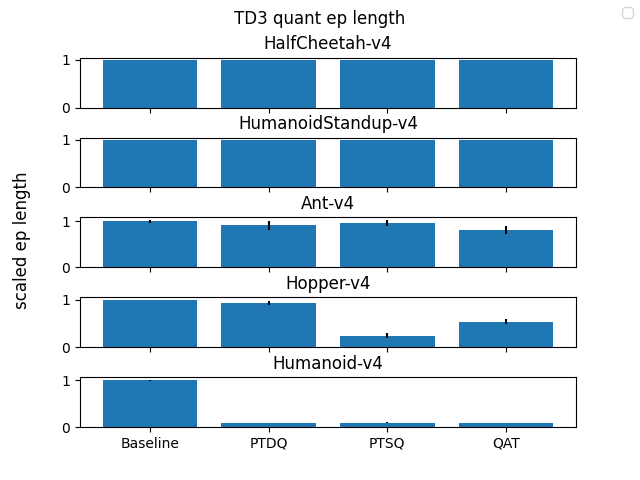 TD3 quant ep length
HalfCheetah-v4
1
0
HumanoidStandup-v4
1
0
Ant-v4
1
0
Hopper-v4
1
0
Humanoid-v4
1
0
Baseline PTDQ PTSQ QAT
scaled ep length